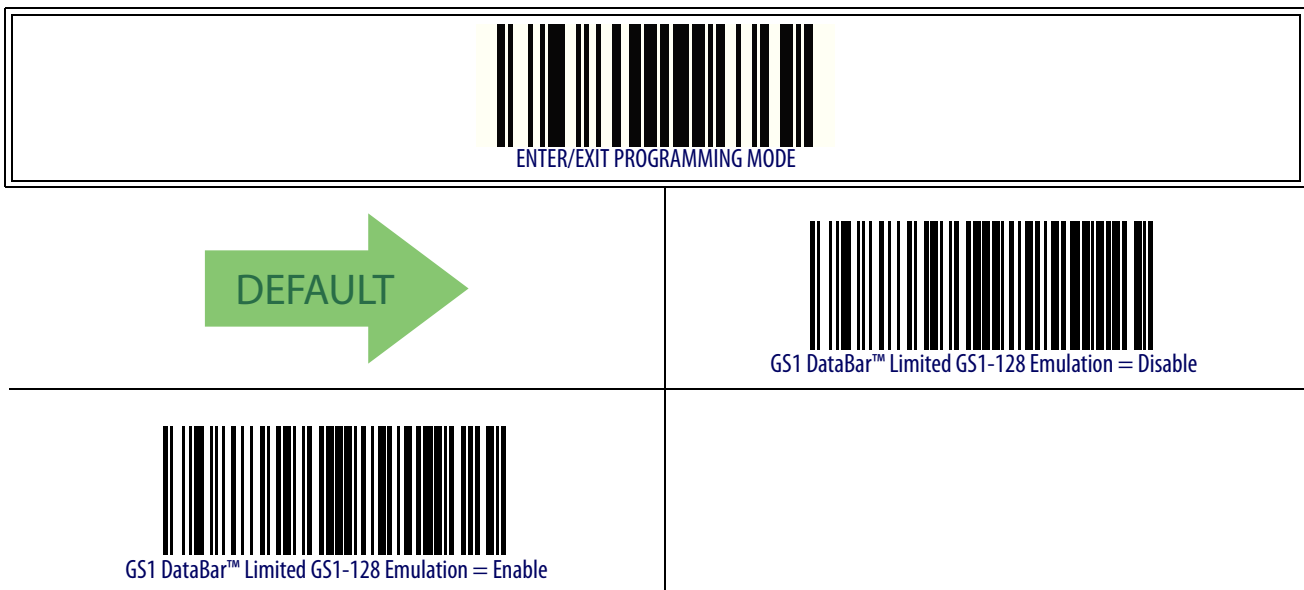 ENTER/EXIT PROGRAMMING MODE
DEFAULT
GS1 DataBar™ Limited GS1-128 Emulation = Disable
GS1 DataBar™ Limited GS1-128 Emulation = Enable